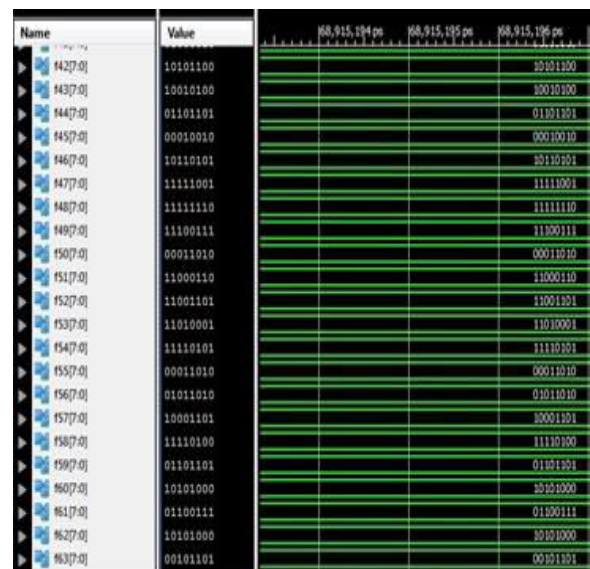 Name Value 68,915,194 ps 68,915,195 ps 68,915,196 ps
f42[7:0] 10101100 10101100
f43[7:0] 10010100 10010100
f44[7:0] 01101101 01101101
f45[7:0] 00010010 00010010
f46[7:0] 10110101 10110101
f47[7:0] 11111001 11111001
f48[7:0] 11111110 11111110
f49[7:0] 11100111 11100111
f50[7:0] 00011010 00011010
f51[7:0] 11000110 11000110
f52[7:0] 11001101 11001101
f53[7:0] 11010001 11010001
f54[7:0] 11110101 11110101
f55[7:0] 00011010 00011010
f56[7:0] 01011010 01011010
f57[7:0] 10001101 10001101
f58[7:0] 11110100 11110100
f59[7:0] 01101101 01101101
f60[7:0] 10101000 10101000
f61[7:0] 01100111 01100111
f62[7:0] 10101000 10101000
f63[7:0] 00101101 00101101